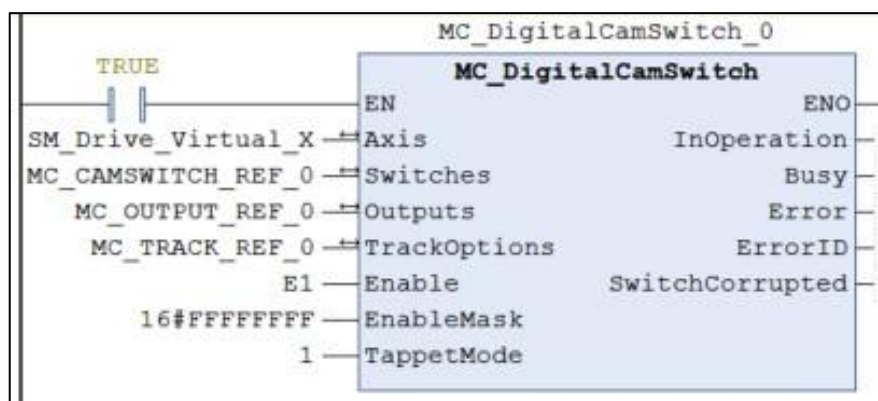 MC_DigitalCamSwitch_0
TRUE
MC_DigitalCamSwitch
EN ENO
SM_Drive_Virtual_X Axis InOperation
MC_CAMSWITCH_REF_0 Switches Busy
MC_OUTPUT_REF_0 Outputs Error
MC_TRACK_REF_0 TrackOptions ErrorID
E1 Enable SwitchCorrupted
16#FFFFFFFF EnableMask
1 TappetMode